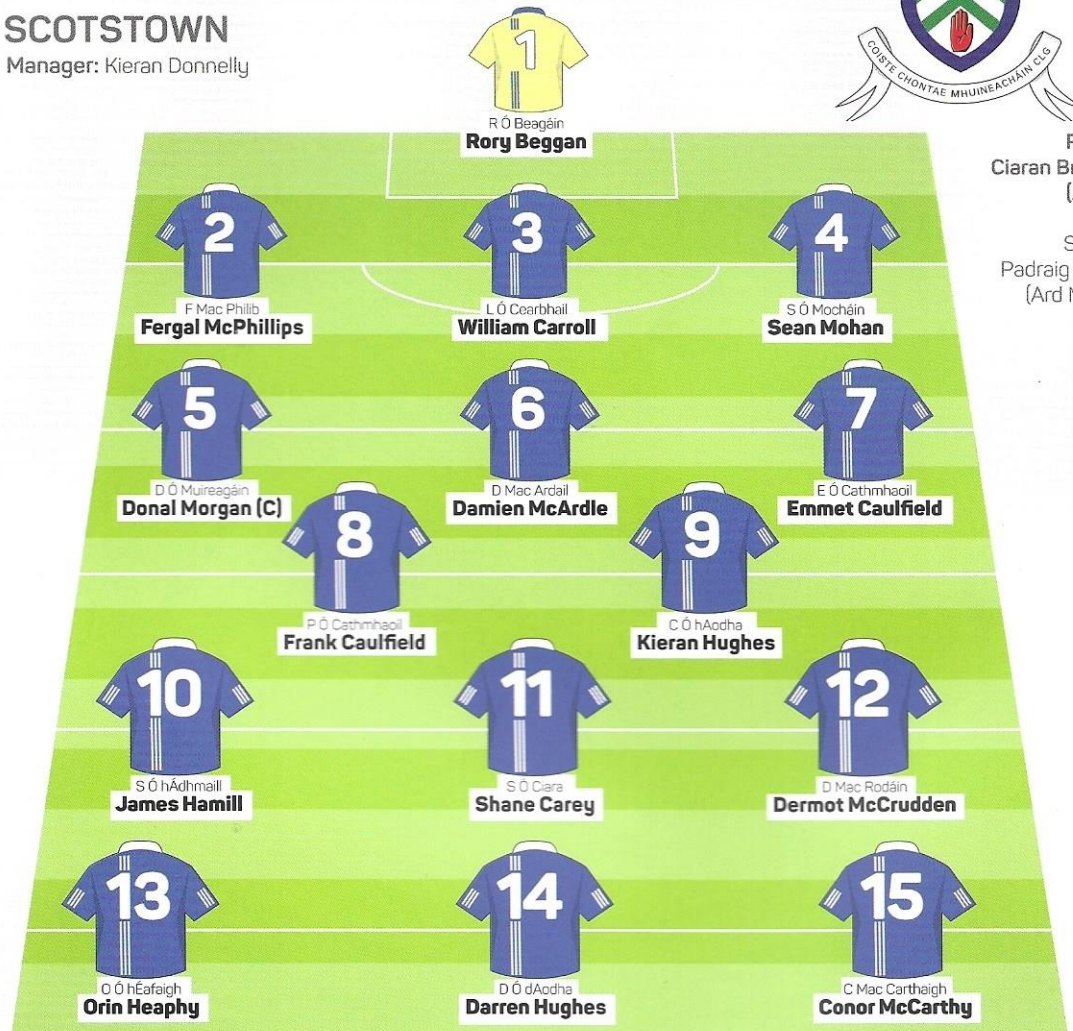 SCOTSTOWN
Manager: Kieran Donnelly
COISTE CHONTAE MHUINEACHÁIN CLG
Ciaran
Padraig
(Ard
1
R Ó Beagáin
Rory Beggan
2
F Mac Philib
Fergal McPhillips
3
L Ó Cearbhail
William Carroll
4
S Ó Mocháin
Sean Mohan
5
D Ó Muireagáin
Donal Morgan (C)
6
D Mac Ardail
Damien McArdle
7
E Ó Cathmhaoil
Emmet Caulfield
8
P Ó Cathmhaoil
Frank Caulfield
9
C Ó hAodha
Kieran Hughes
10
S Ó hÁdhmaill
James Hamill
11
S Ó Ciara
Shane Carey
12
D Mac Rodáin
Dermot McCrudden
13
O Ó hÉafaigh
Orin Heaphy
14
D Ó dAodha
Darren Hughes
15
C Mac Carthaigh
Conor McCarthy